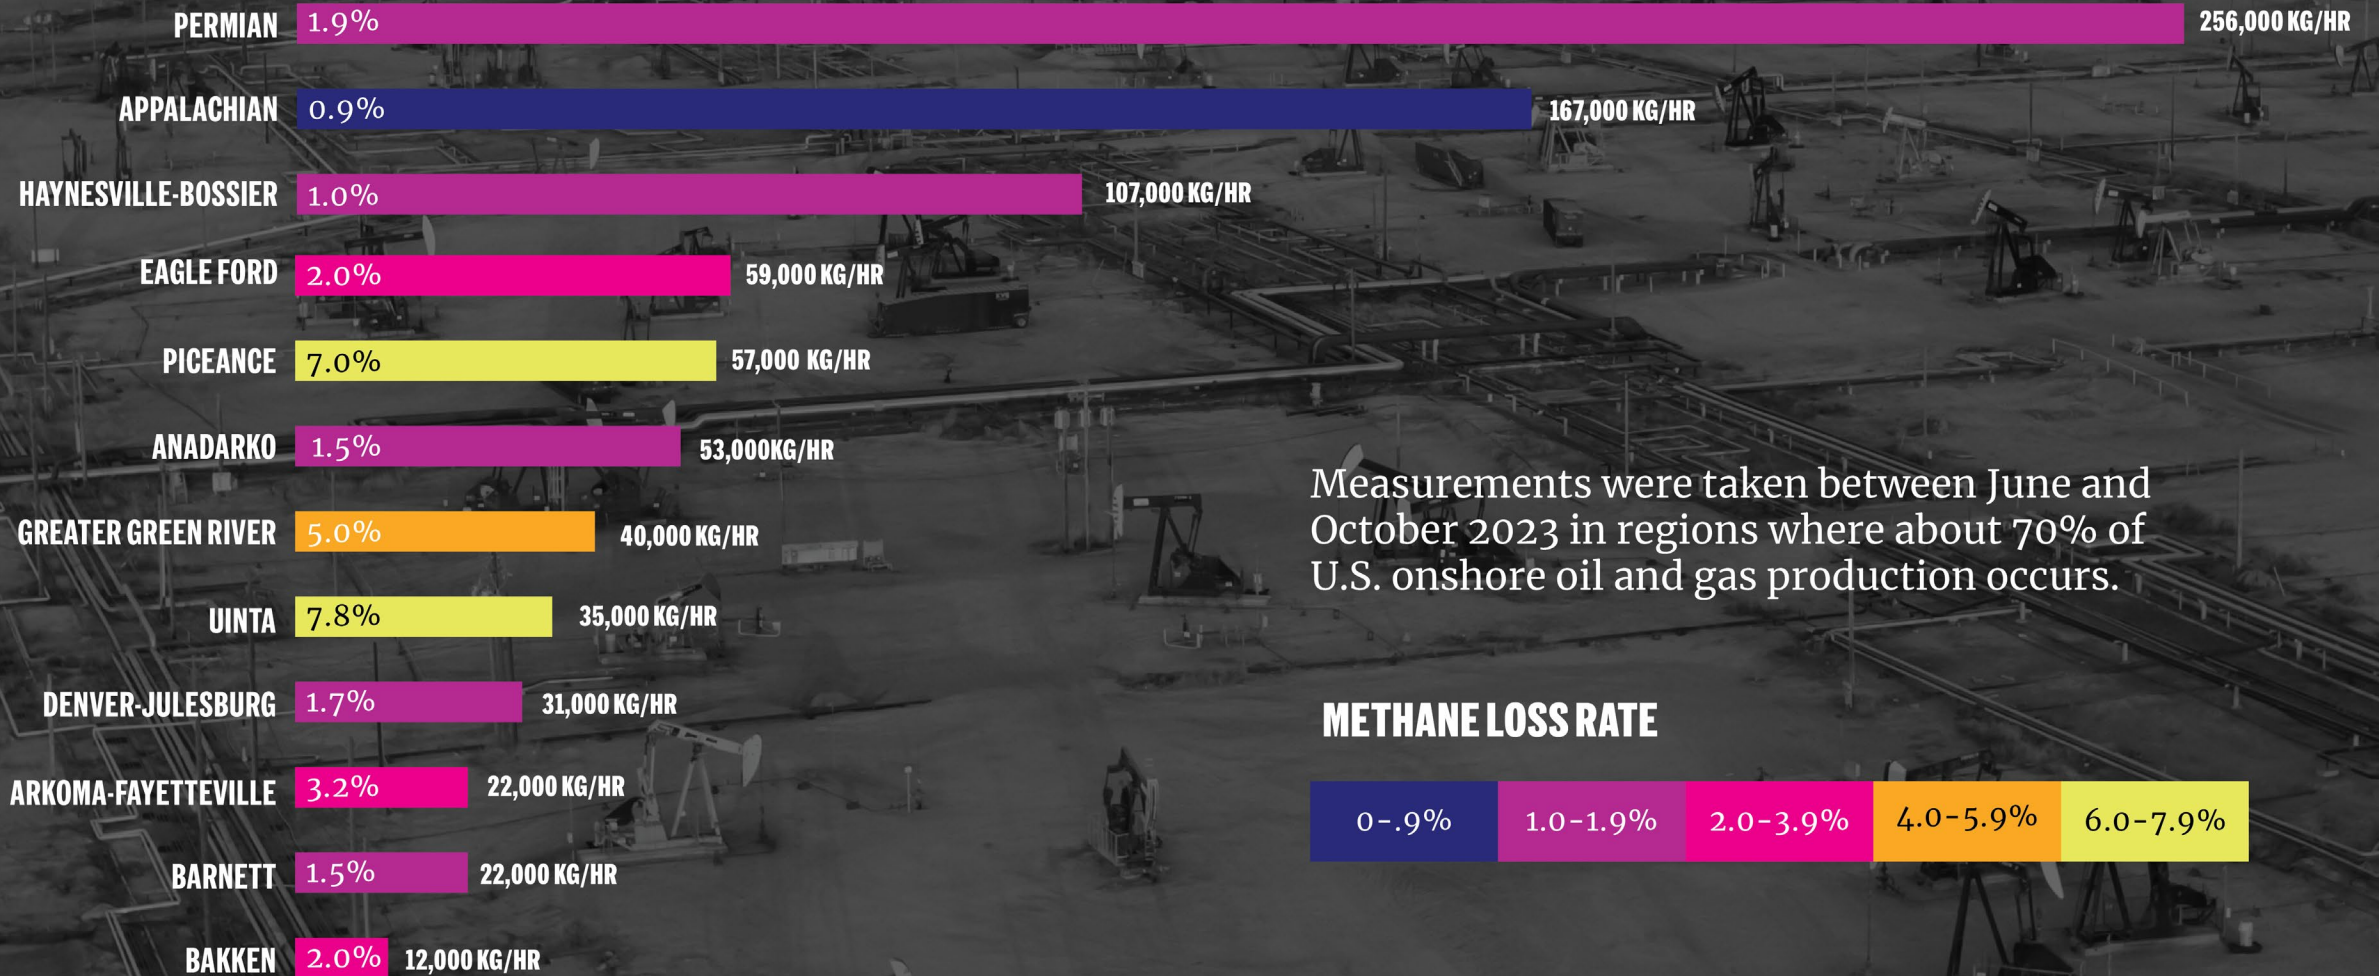 PERMIAN 1.9% 256,000 KG/HR
APPALACHIAN 0.9% 167,000 KG/HR
HAYNESVILLE-BOSSIER 1.0% 107,000 KG/HR
EAGLE FORD 2.0% 59,000 KG/HR
PICEANCE 7.0% 57,000 KG/HR
ANADARKO 1.5% 53,000KG/HR
GREATER GREEN RIVER 5.0% 40,000 KG/HR
UINTA 7.8% 35,000 KG/HR
DENVER-JULESBURG 1.7% 31,000 KG/HR
ARKOMA-FAYETTEVILLE 3.2% 22,000 KG/HR
BARNETT 1.5% 22,000 KG/HR
BAKKEN 2.0% 12,000 KG/HR
Measurements were taken between June and
October 2023 in regions where about 70% of
U.S. onshore oil and gas production occurs.
METHANE LOSS RATE
0-.9% 1.0-1.9% 2.0-3.9% 4.0-5.9% 6.0-7.9%